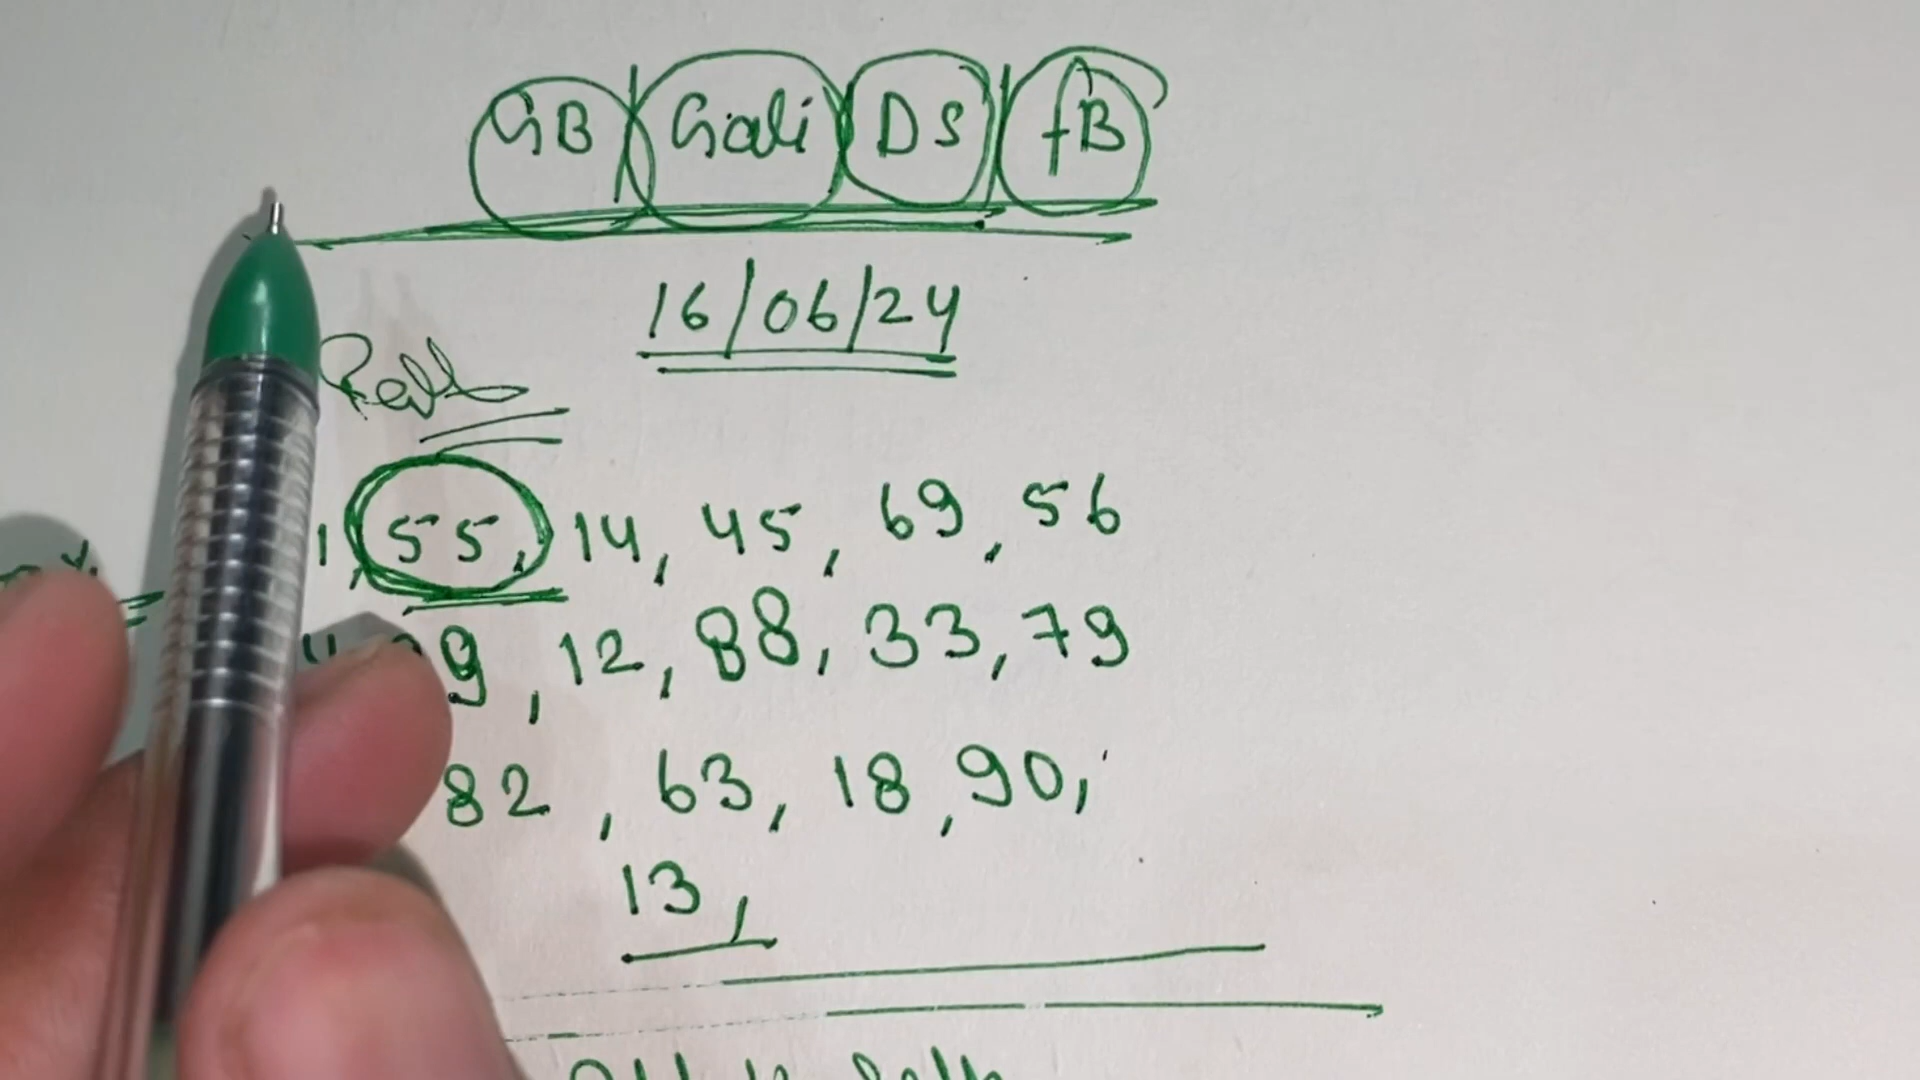 GB Gali DS fB
16/06/24
55, 14, 45, 69, 56
9, 12, 88, 33, 79
82, 63, 18, 90,
13,